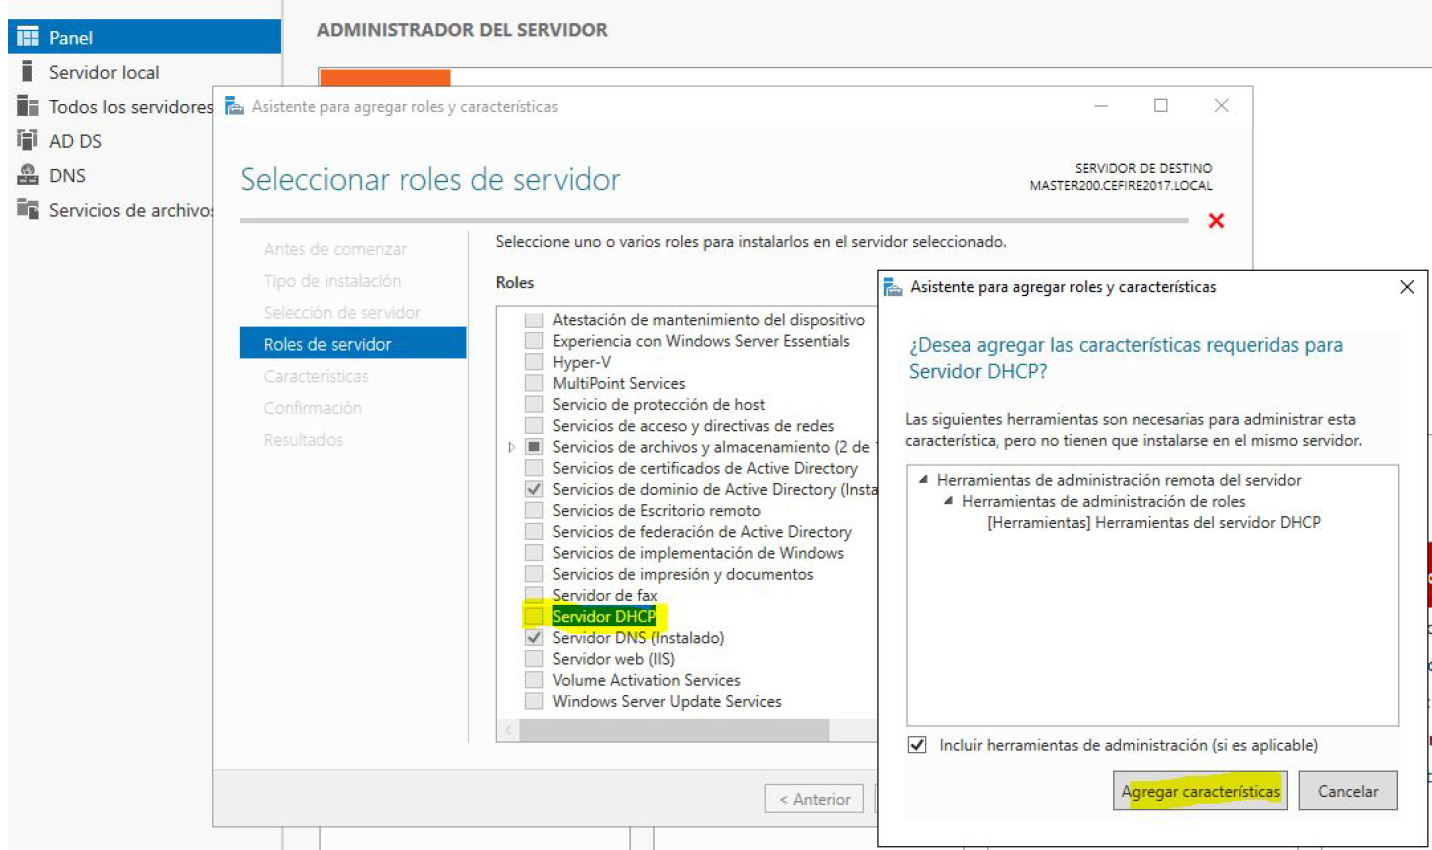 Panel
Servidor local
Todos los servidores
AD DS
DNS
Servicios de archivos
ADMINISTRADOR DEL SERVIDOR
Asistente para agregar roles y características
Seleccionar roles de servidor
SERVIDOR DE DESTINO
MASTER200.CEFIRE2017.LOCAL
Antes de comenzar
Tipo de instalación
Selección de servidor
Roles de servidor
Características
Confirmación
Resultados
Seleccione uno o varios roles para instalarlos en el servidor seleccionado.
Roles
Atestación de mantenimiento del dispositivo
Experiencia con Windows Server Essentials
Hyper-V
MultiPoint Services
Servicio de protección de host
Servicios de acceso y directivas de redes
Servicios de archivos y almacenamiento (2 de
Servicios de certificados de Active Directory
Servicios de dominio de Active Directory (Insta
Servicios de Escritorio remoto
Servicios de federación de Active Directory
Servicios de implementación de Windows
Servicios de impresión y documentos
Servidor de fax
Servidor DHCP
Servidor DNS (Instalado)
Servidor web (IIS)
Volume Activation Services
Windows Server Update Services
< Anterior
Asistente para agregar roles y características
¿Desea agregar las características requeridas para
Servidor DHCP?
Las siguientes herramientas son necesarias para administrar esta
característica, pero no tienen que instalarse en el mismo servidor.
Herramientas de administración remota del servidor
Herramientas de administración de roles
[Herramientas] Herramientas del servidor DHCP
Incluir herramientas de administración (si es aplicable)
Agregar características
Cancelar